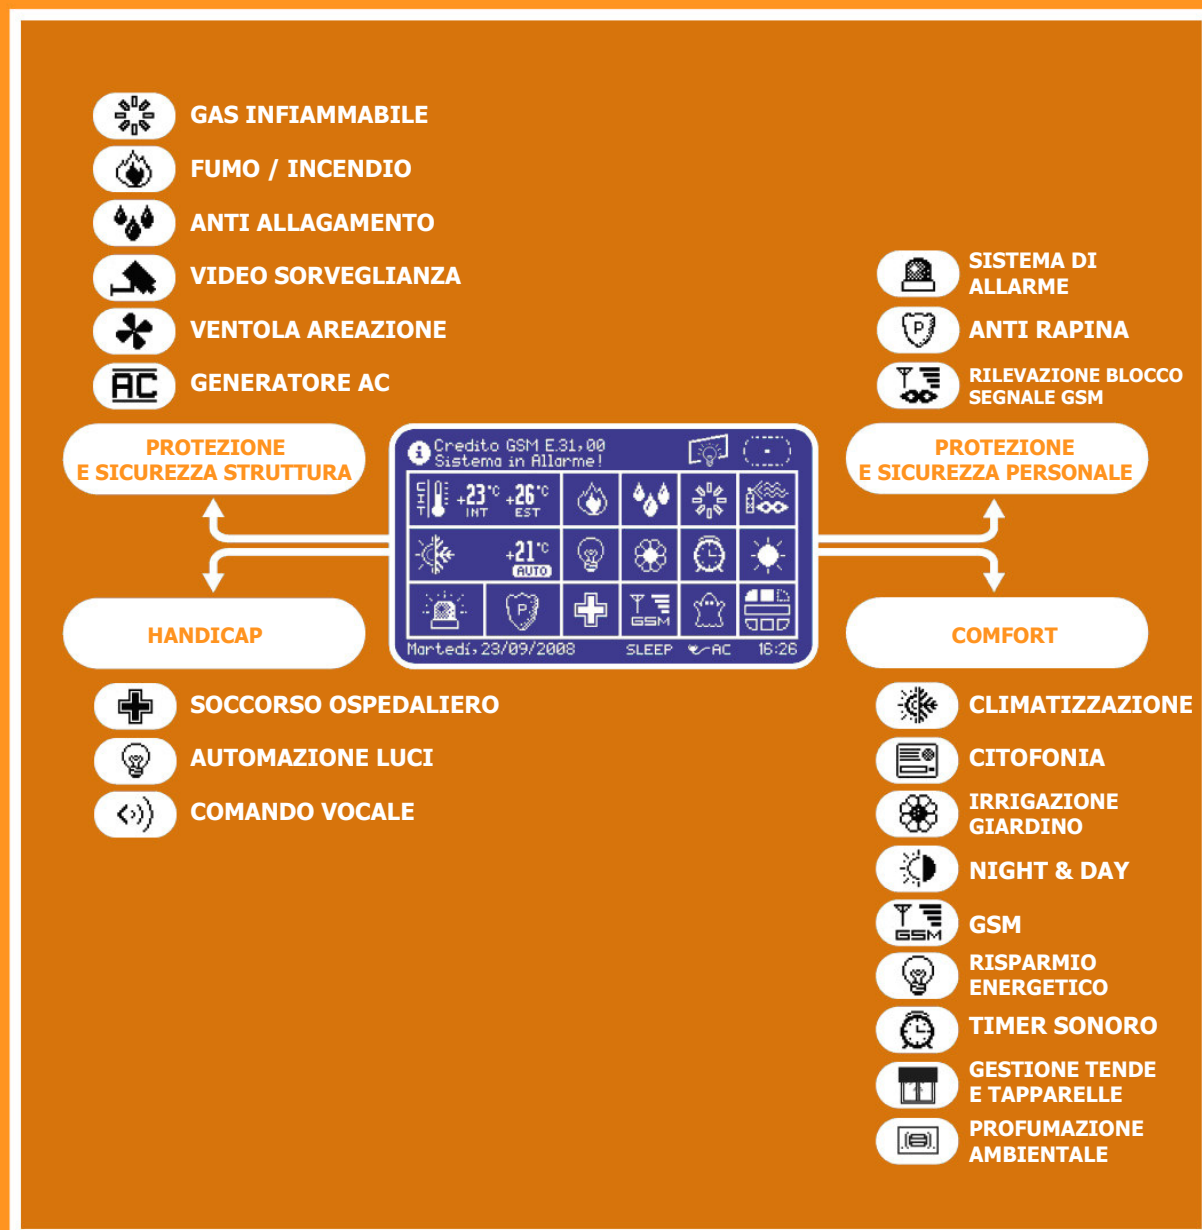 GAS INFIAMMABILE
FUMO / INCENDIO
ANTI ALLAGAMENTO
VIDEO SORVEGLIANZA
VENTOLA AREAZIONE
AC
GENERATORE AC
PROTEZIONE
E SICUREZZA STRUTTURA
SISTEMA DI
ALLARME
P
ANTI RAPINA
RILEVAZIONE BLOCCO
SEGNALE GSM
PROTEZIONE
E SICUREZZA PERSONALE
i Credito GSM E.31,00
Sistema in Allarme!
CIT +23°C INT +26°C EST
+21°C
AUTO
P
GSM
Martedí,23/09/2008 SLEEP AC 16:26
HANDICAP
SOCCORSO OSPEDALIERO
AUTOMAZIONE LUCI
COMANDO VOCALE
COMFORT
CLIMATIZZAZIONE
CITOFONIA
IRRIGAZIONE
GIARDINO
NIGHT & DAY
GSM
GSM
RISPARMIO
ENERGETICO
TIMER SONORO
GESTIONE TENDE
E TAPPARELLE
PROFUMAZIONE
AMBIENTALE